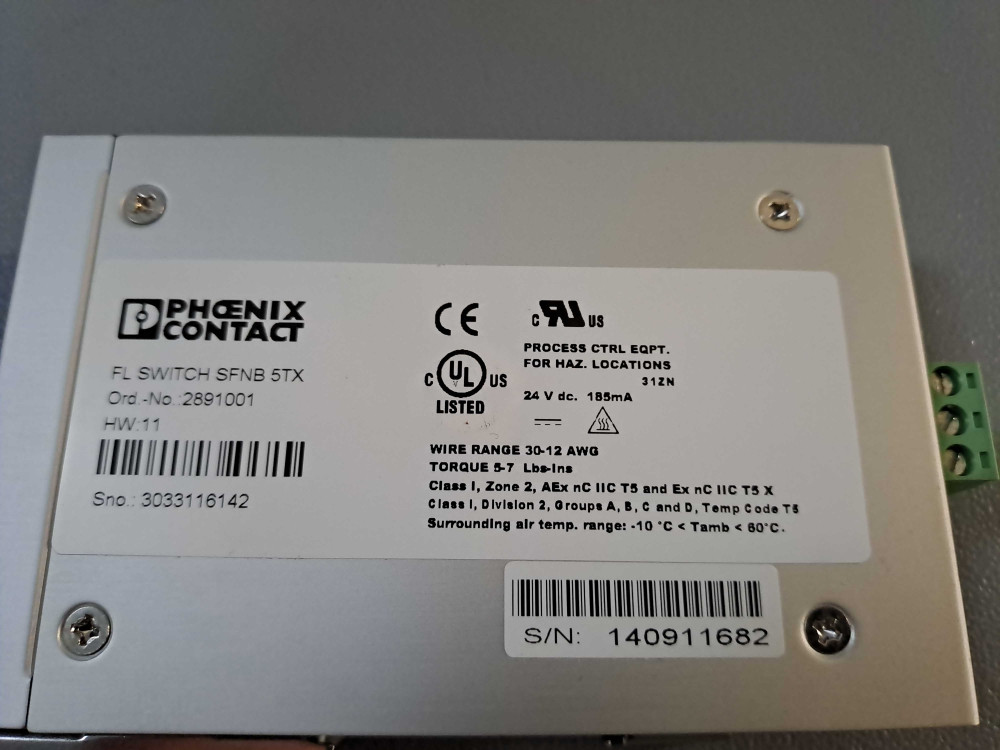 PHŒNIX
CONTACT
FL SWITCH SFNB 5TX
Ord.-No.:2891001
HW:11
Sno.: 3033116142
CE
C UL US
LISTED
C RU US
PROCESS CTRL EQPT.
FOR HAZ. LOCATIONS
31ZN
24 V dc. 185mA
WIRE RANGE 30-12 AWG
TORQUE 5-7 Lbs-Ins
Class I, Zone 2, AEx nC IIC T5 and Ex nC IIC T5 X
Class I, Division 2, Groups A, B, C and D, Temp Code T5
Surrounding air temp. range: -10 °C < Tamb < 60°C.
S/N: 140911682